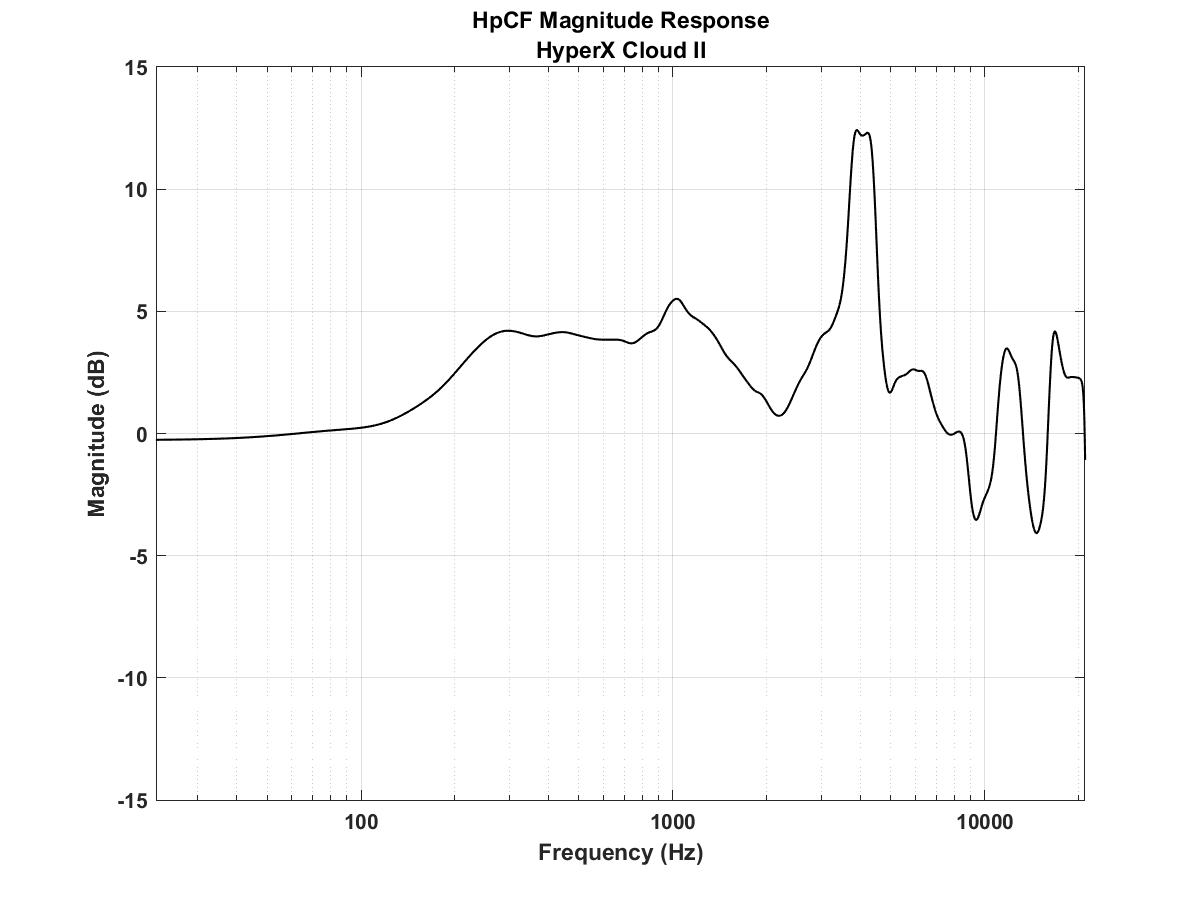 HpCF Magnitude Response
HyperX Cloud II
15
10
5
0
-5
-10
-15
Magnitude (dB)
100
1000
10000
Frequency (Hz)